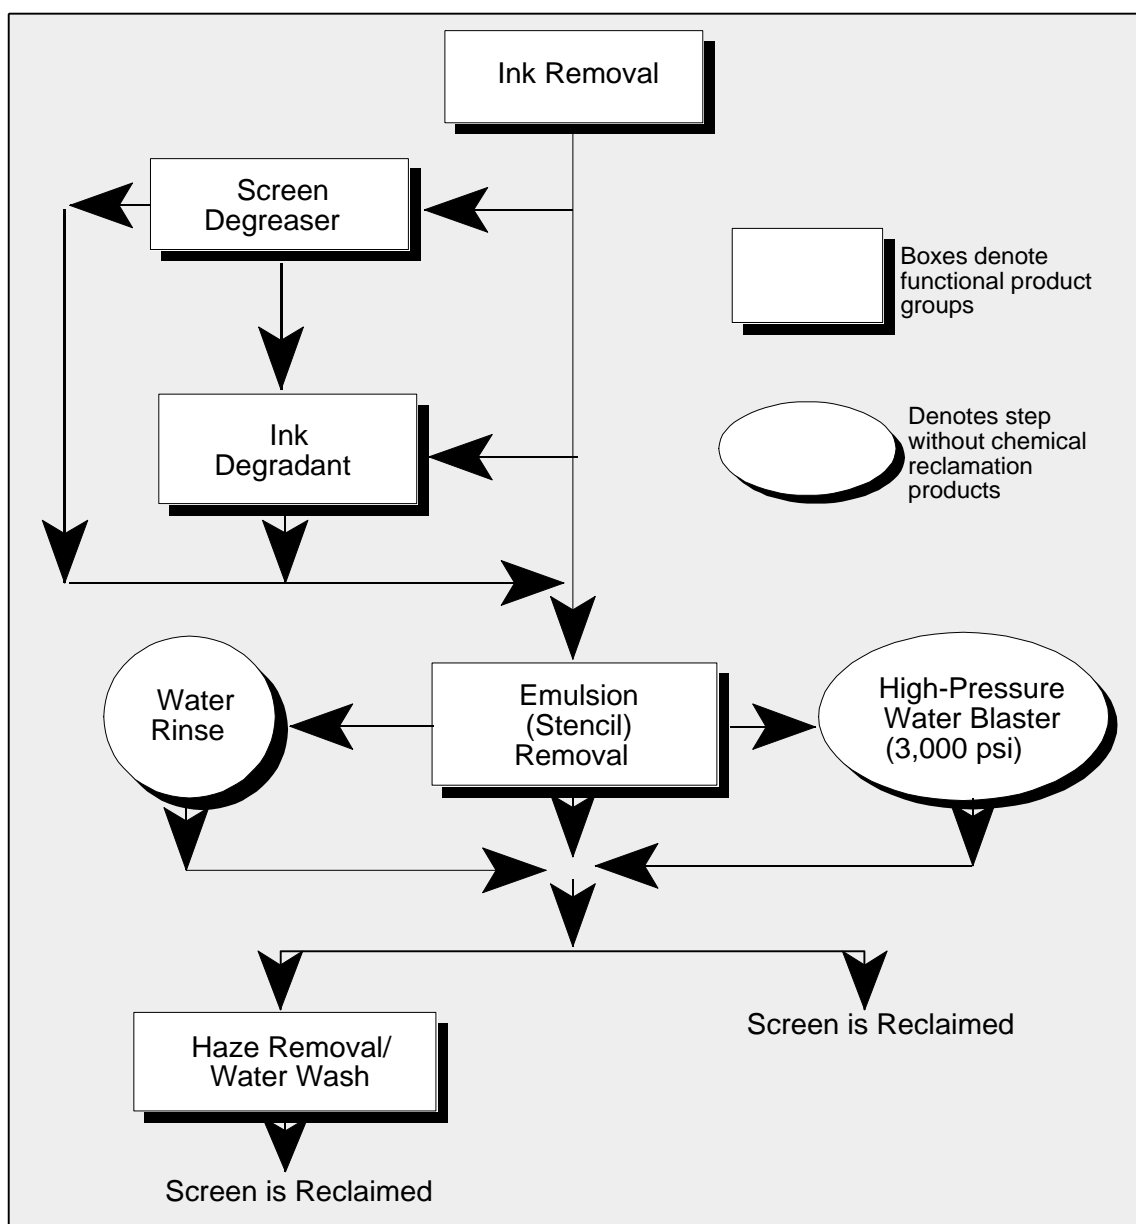 Ink Removal
Screen
Degreaser
Boxes denote
functional product
groups
Ink
Degradant
Denotes step
without chemical
reclamation
products
Water
Rinse
Emulsion
(Stencil)
Removal
High-Pressure
Water Blaster
(3,000 psi)
Haze Removal/
Water Wash
Screen is Reclaimed
Screen is Reclaimed